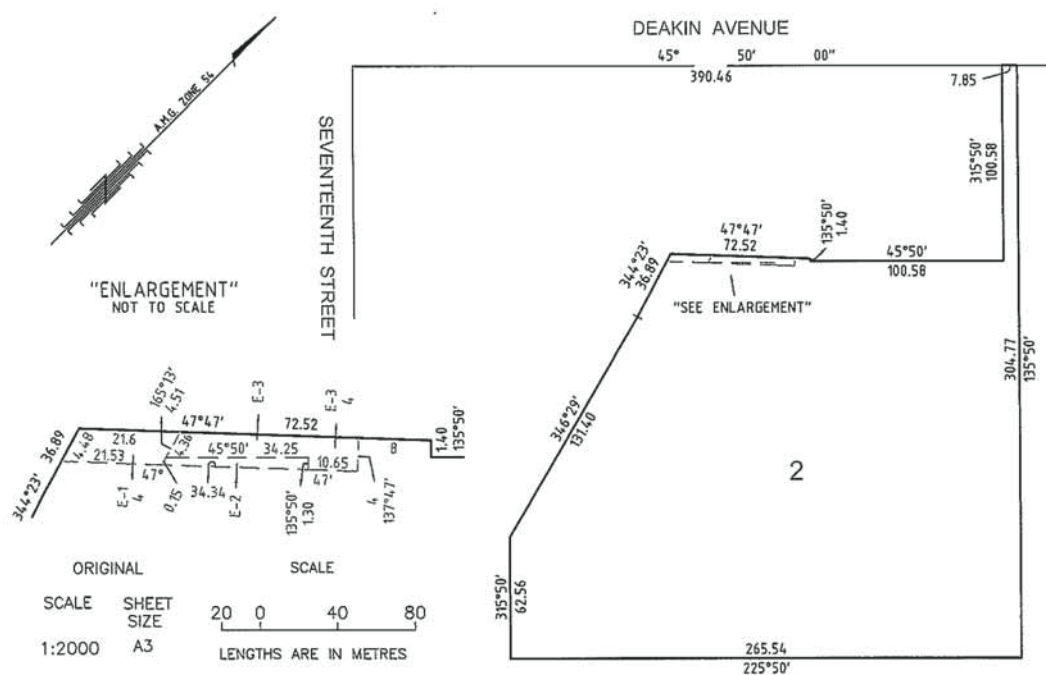 DEAKIN AVENUE
45° 50' 00"
390.46
7.85
A.M.G. ZONE 54
SEVENTEENTH STREET
315°50'
100.58
47°47'
72.52
135°50'
1.40
45°50'
100.58
344°23'
36.89
"SEE ENLARGEMENT"
"ENLARGEMENT"
NOT TO SCALE
304.77
135°50'
346°29'
131.40
2
315°50'
62.56
265.54
225°50'
165°13'
4.51
E-3
E-3
4
47°47' 72.52
1.40
135°50'
36.89
344°23'
4.48
21.6
4.36
45°50' 34.25
8
21.53
10.65
47°
47'
E-1
4
0.15
34.34
E-2
135°50'
1.30
4
137°47'
ORIGINAL SCALE
SCALE SHEET SIZE
1:2000 A3
20 0 40 80
LENGTHS ARE IN METRES